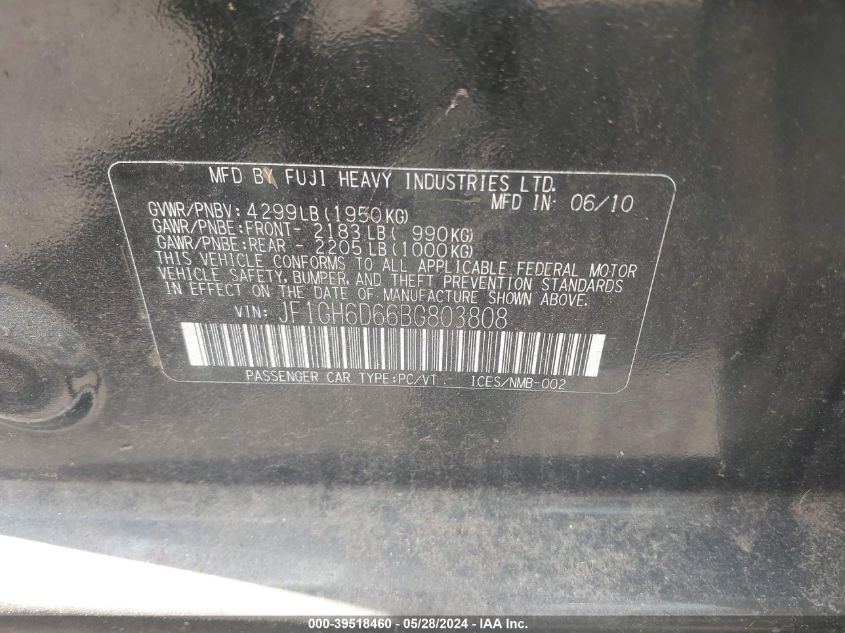 MFD BY FUJI HEAVY INDUSTRIES LTD.
MFD IN: 06/10
GVWR/PNBV: 4299LB(1950KG)
GAWR/PNBE:FRONT- 2183LB( 990KG)
GAWR/PNBE:REAR - 2205LB(1000KG)
THIS VEHICLE CONFORMS TO ALL APPLICABLE FEDERAL MOTOR
VEHICLE SAFETY, BUMPER, AND THEFT PREVENTION STANDARDS
IN EFFECT ON THE DATE OF MANUFACTURE SHOWN ABOVE.
VIN: JF1GH6D66BG803808
PASSENGER CAR TYPE:PC/VT ICES/NMB-002
000-39518460 - 05/28/2024 - © IAA, Inc.